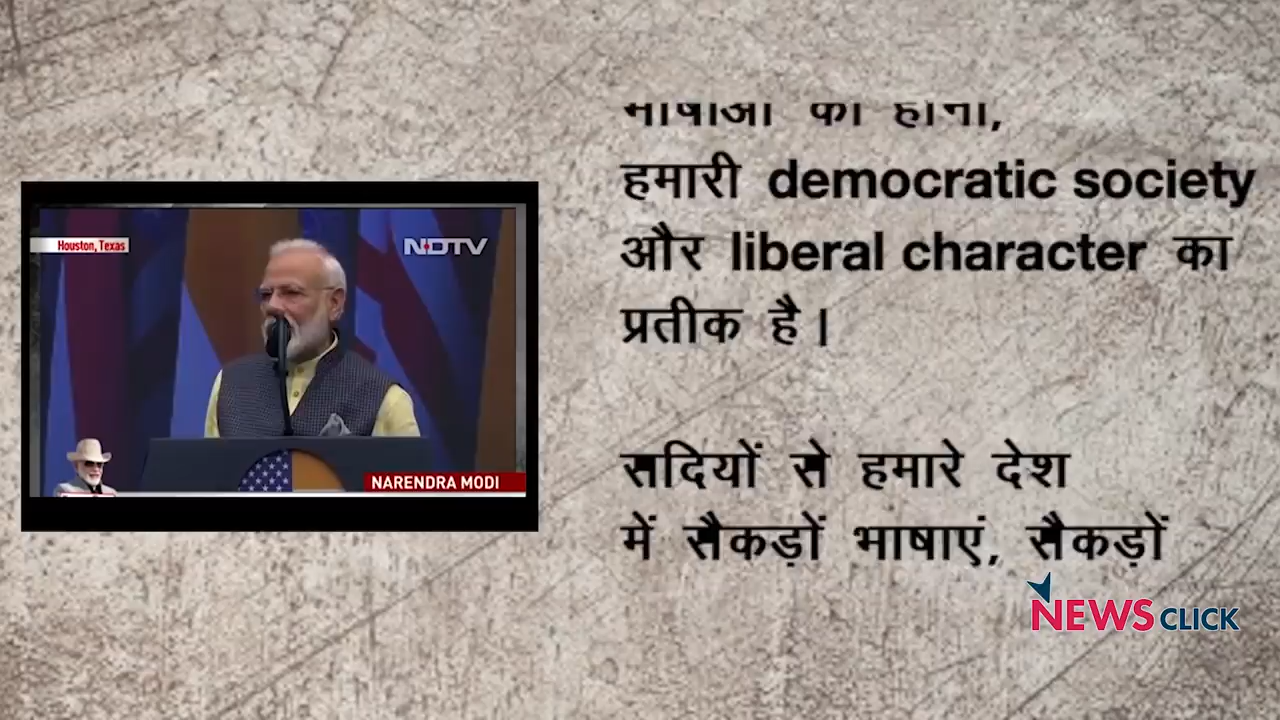 भाषाओं का होना,
हमारी democratic society
और liberal character का
प्रतीक है।
सदियों से हमारे देश
में सैकड़ों भाषाएं, सैकड़ों
Houston, Texas
NDTV
NARENDRA MODI
NEWSCLICK